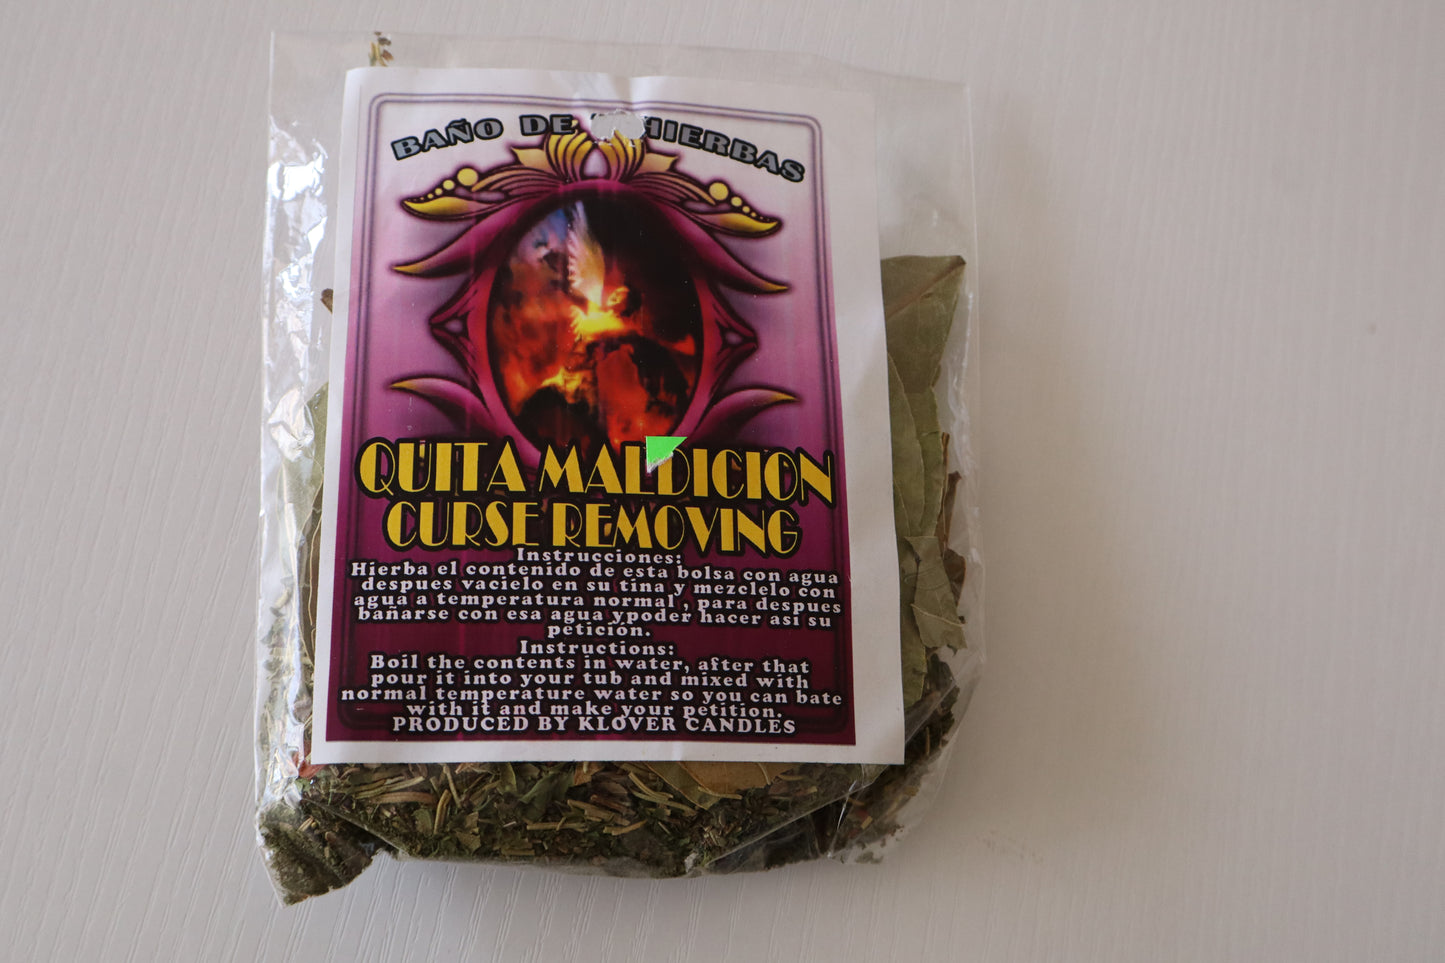 BAÑO DE HIERBAS
QUITA MALDICION
CURSE REMOVING
Instrucciones:
Hierba el contenido de esta bolsa con agua
despues vacielo en su tina y mezclelo con
agua a temperatura normal , para despues
bañarse con esa agua ypoder hacer asi su
petición.
Instructions:
Boil the contents in water, after that
pour it into your tub and mixed with
normal temperature water so you can bate
with it and make your petition.
PRODUCED BY KLOVER CANDLES